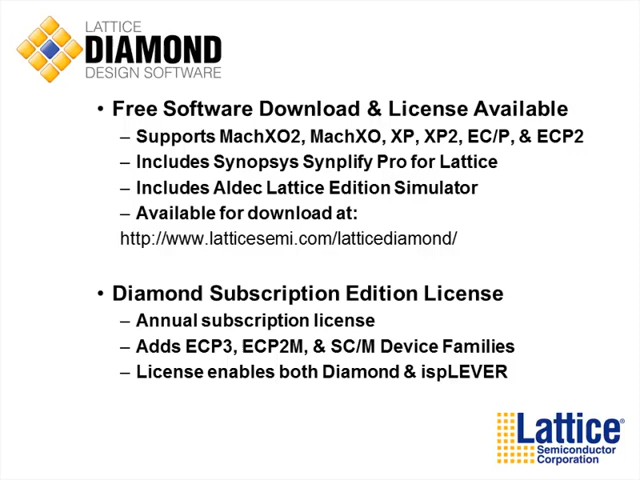 LATTICE
DIAMOND
DESIGN SOFTWARE
• Free Software Download & License Available
– Supports MachXO2, MachXO, XP, XP2, EC/P, & ECP2
– Includes Synopsys Synplify Pro for Lattice
– Includes Aldec Lattice Edition Simulator
– Available for download at:
http://www.latticesemi.com/latticediamond/
• Diamond Subscription Edition License
– Annual subscription license
– Adds ECP3, ECP2M, & SC/M Device Families
– License enables both Diamond & ispLEVER
Lattice®
Semiconductor
Corporation